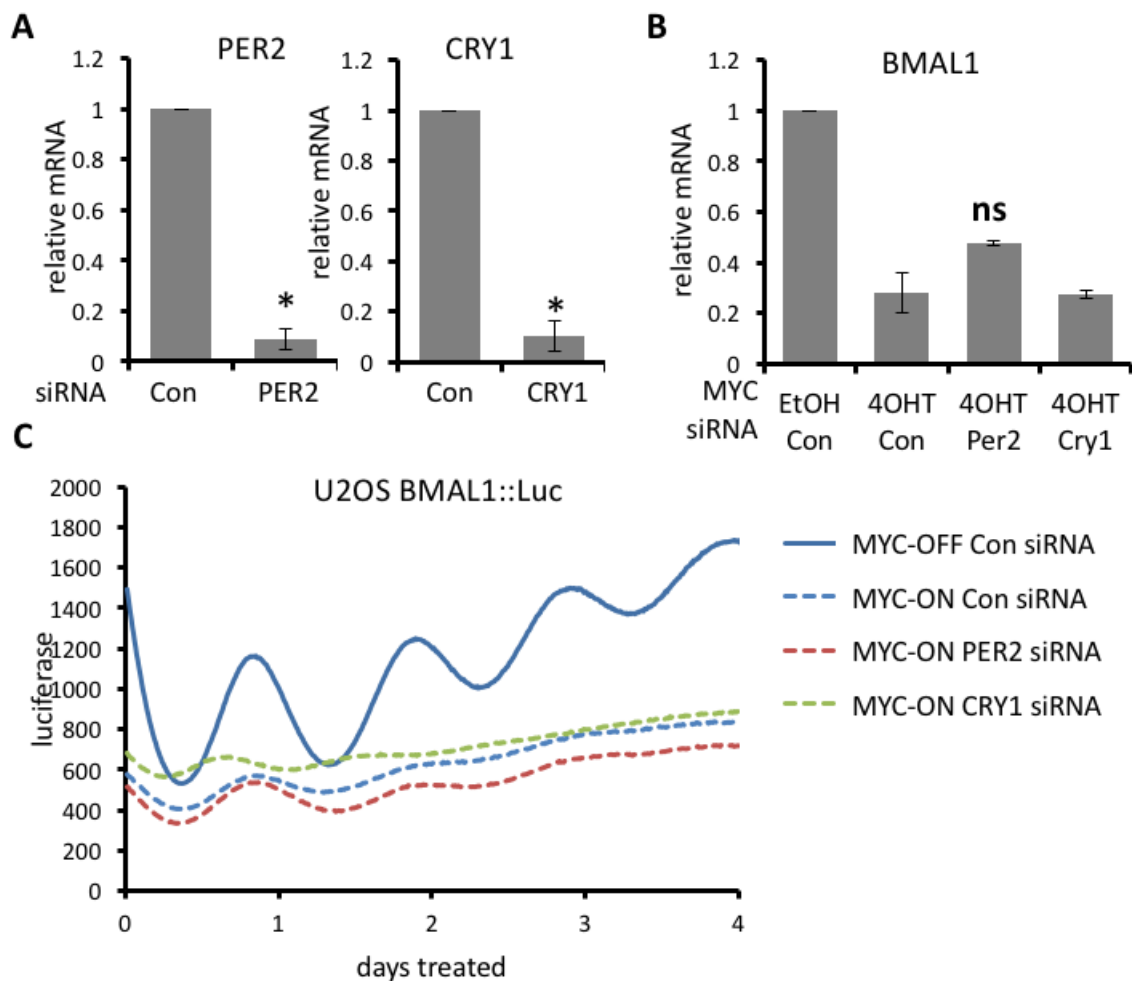 A
PER2
CRY1
relative mRNA
1.2
1
0.8
0.6
0.4
0.2
0
*
siRNA
Con
PER2
relative mRNA
1.2
1
0.8
0.6
0.4
0.2
0
*
Con
CRY1
B
BMAL1
relative mRNA
1.2
1
0.8
0.6
0.4
0.2
0
ns
MYC
siRNA
EtOH
Con
4OHT
Con
4OHT
Per2
4OHT
Cry1
C
U2OS BMAL1::Luc
luciferase
2000
1800
1600
1400
1200
1000
800
600
400
200
0
0
1
2
3
4
days treated
MYC-OFF Con siRNA
MYC-ON Con siRNA
MYC-ON PER2 siRNA
MYC-ON CRY1 siRNA